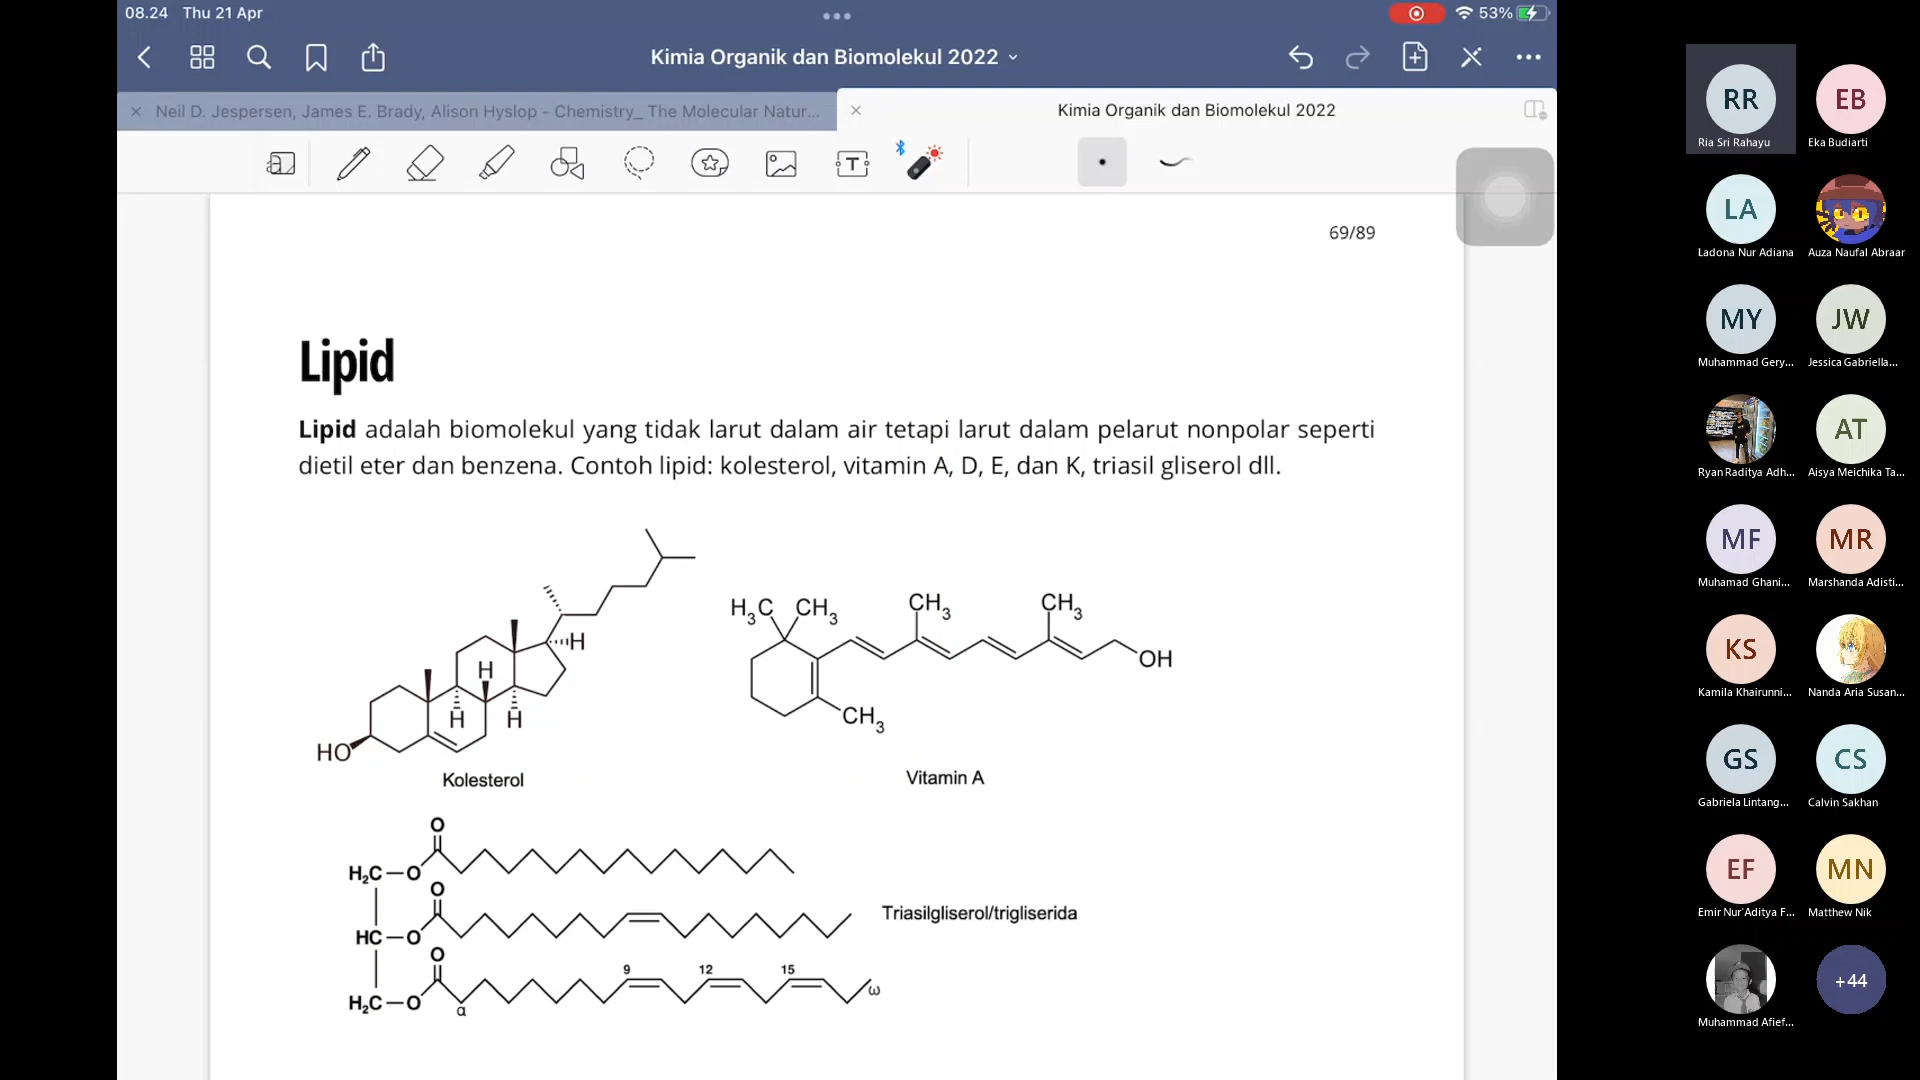 08.24 Thu 21 Apr
53%
Kimia Organik dan Biomolekul 2022
Neil D. Jespersen, James E. Brady, Alison Hyslop - Chemistry_ The Molecular Natur...
Kimia Organik dan Biomolekul 2022
T
69/89
Lipid
Lipid adalah biomolekul yang tidak larut dalam air tetapi larut dalam pelarut nonpolar seperti
dietil eter dan benzena. Contoh lipid: kolesterol, vitamin A, D, E, dan K, triasil gliserol dll.
H
H
H
H
HO
Kolesterol
H₃C CH₃
CH₃
CH₃
OH
CH₃
Vitamin A
O
H₂C—O
O
HC—O
Triasilgliserol/trigliserida
O
9 12 15
H₂C—O
α
ω
RR
Ria Sri Rahayu
EB
Eka Budiarti
LA
Ladona Nur Adiana
Auza Naufal Abraar
MY
Muhammad Gery...
JW
Jessica Gabriella...
Ryan Raditya Adh...
AT
Aisya Meichika Ta...
MF
Muhamad Ghani...
MR
Marshanda Adisti...
KS
Kamila Khairunni...
Nanda Aria Susan...
GS
Gabriela Lintang...
CS
Calvin Sakhan
EF
Emir Nur'Aditya F...
MN
Matthew Nik
Muhammad Afief...
+44